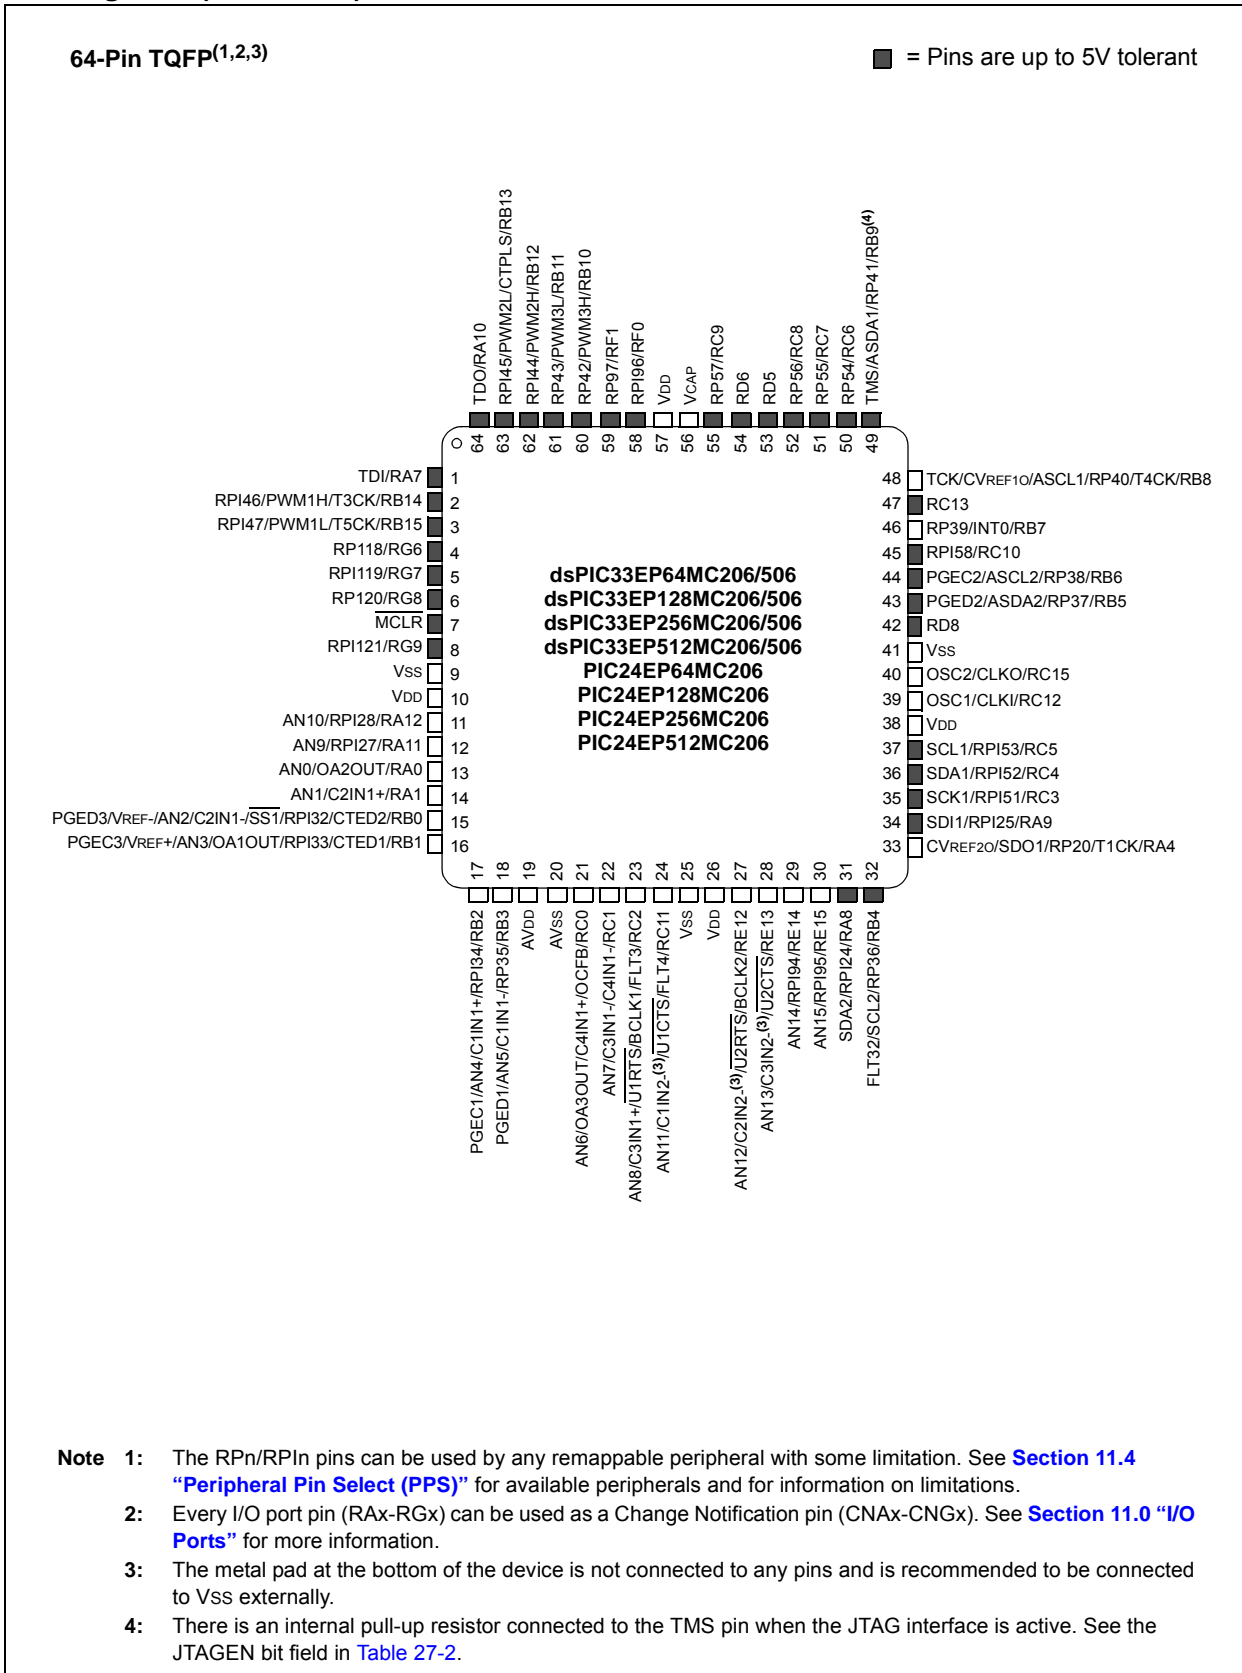 64-Pin TQFP(1,2,3)
= Pins are up to 5V tolerant
TDO/RA10
RPI45/PWM2L/CTPLS/RB13
RPI44/PWM2H/RB12
RP43/PWM3L/RB11
RP42/PWM3H/RB10
RP97/RF1
RPI96/RF0
VDD
VCAP
RP57/RC9
RD6
RD5
RP56/RC8
RP55/RC7
RP54/RC6
TMS/ASDA1/RP41/RB9(4)
64 63 62 61 60 59 58 57 56 55 54 53 52 51 50 49
TDI/RA7 1
RPI46/PWM1H/T3CK/RB14 2
RPI47/PWM1L/T5CK/RB15 3
RP118/RG6 4
RPI119/RG7 5
RP120/RG8 6
MCLR 7
RPI121/RG9 8
VSS 9
VDD 10
AN10/RPI28/RA12 11
AN9/RPI27/RA11 12
AN0/OA2OUT/RA0 13
AN1/C2IN1+/RA1 14
PGED3/VREF-/AN2/C2IN1-/SS1/RPI32/CTED2/RB0 15
PGEC3/VREF+/AN3/OA1OUT/RPI33/CTED1/RB1 16
dsPIC33EP64MC206/506
dsPIC33EP128MC206/506
dsPIC33EP256MC206/506
dsPIC33EP512MC206/506
PIC24EP64MC206
PIC24EP128MC206
PIC24EP256MC206
PIC24EP512MC206
48 TCK/CVREF1O/ASCL1/RP40/T4CK/RB8
47 RC13
46 RP39/INT0/RB7
45 RPI58/RC10
44 PGEC2/ASCL2/RP38/RB6
43 PGED2/ASDA2/RP37/RB5
42 RD8
41 VSS
40 OSC2/CLKO/RC15
39 OSC1/CLKI/RC12
38 VDD
37 SCL1/RPI53/RC5
36 SDA1/RPI52/RC4
35 SCK1/RPI51/RC3
34 SDI1/RPI25/RA9
33 CVREF2O/SDO1/RP20/T1CK/RA4
17 18 19 20 21 22 23 24 25 26 27 28 29 30 31 32
PGEC1/AN4/C1IN1+/RPI34/RB2
PGED1/AN5/C1IN1-/RP35/RB3
AVDD
AVSS
AN6/OA3OUT/C4IN1+/OCFB/RC0
AN7/C3IN1-/C4IN1-/RC1
AN8/C3IN1+/U1RTS/BCLK1/FLT3/RC2
AN11/C1IN2-(3)/U1CTS/FLT4/RC11
VSS
VDD
AN12/C2IN2-(3)/U2RTS/BCLK2/RE12
AN13/C3IN2-(3)/U2CTS/RE13
AN14/RPI94/RE14
AN15/RPI95/RE15
SDA2/RPI24/RA8
FLT32/SCL2/RP36/RB4
Note 1: The RPn/RPIn pins can be used by any remappable peripheral with some limitation. See Section 11.4
“Peripheral Pin Select (PPS)” for available peripherals and for information on limitations.
2: Every I/O port pin (RAx-RGx) can be used as a Change Notification pin (CNAx-CNGx). See Section 11.0 “I/O
Ports” for more information.
3: The metal pad at the bottom of the device is not connected to any pins and is recommended to be connected
to VSS externally.
4: There is an internal pull-up resistor connected to the TMS pin when the JTAG interface is active. See the
JTAGEN bit field in Table 27-2.